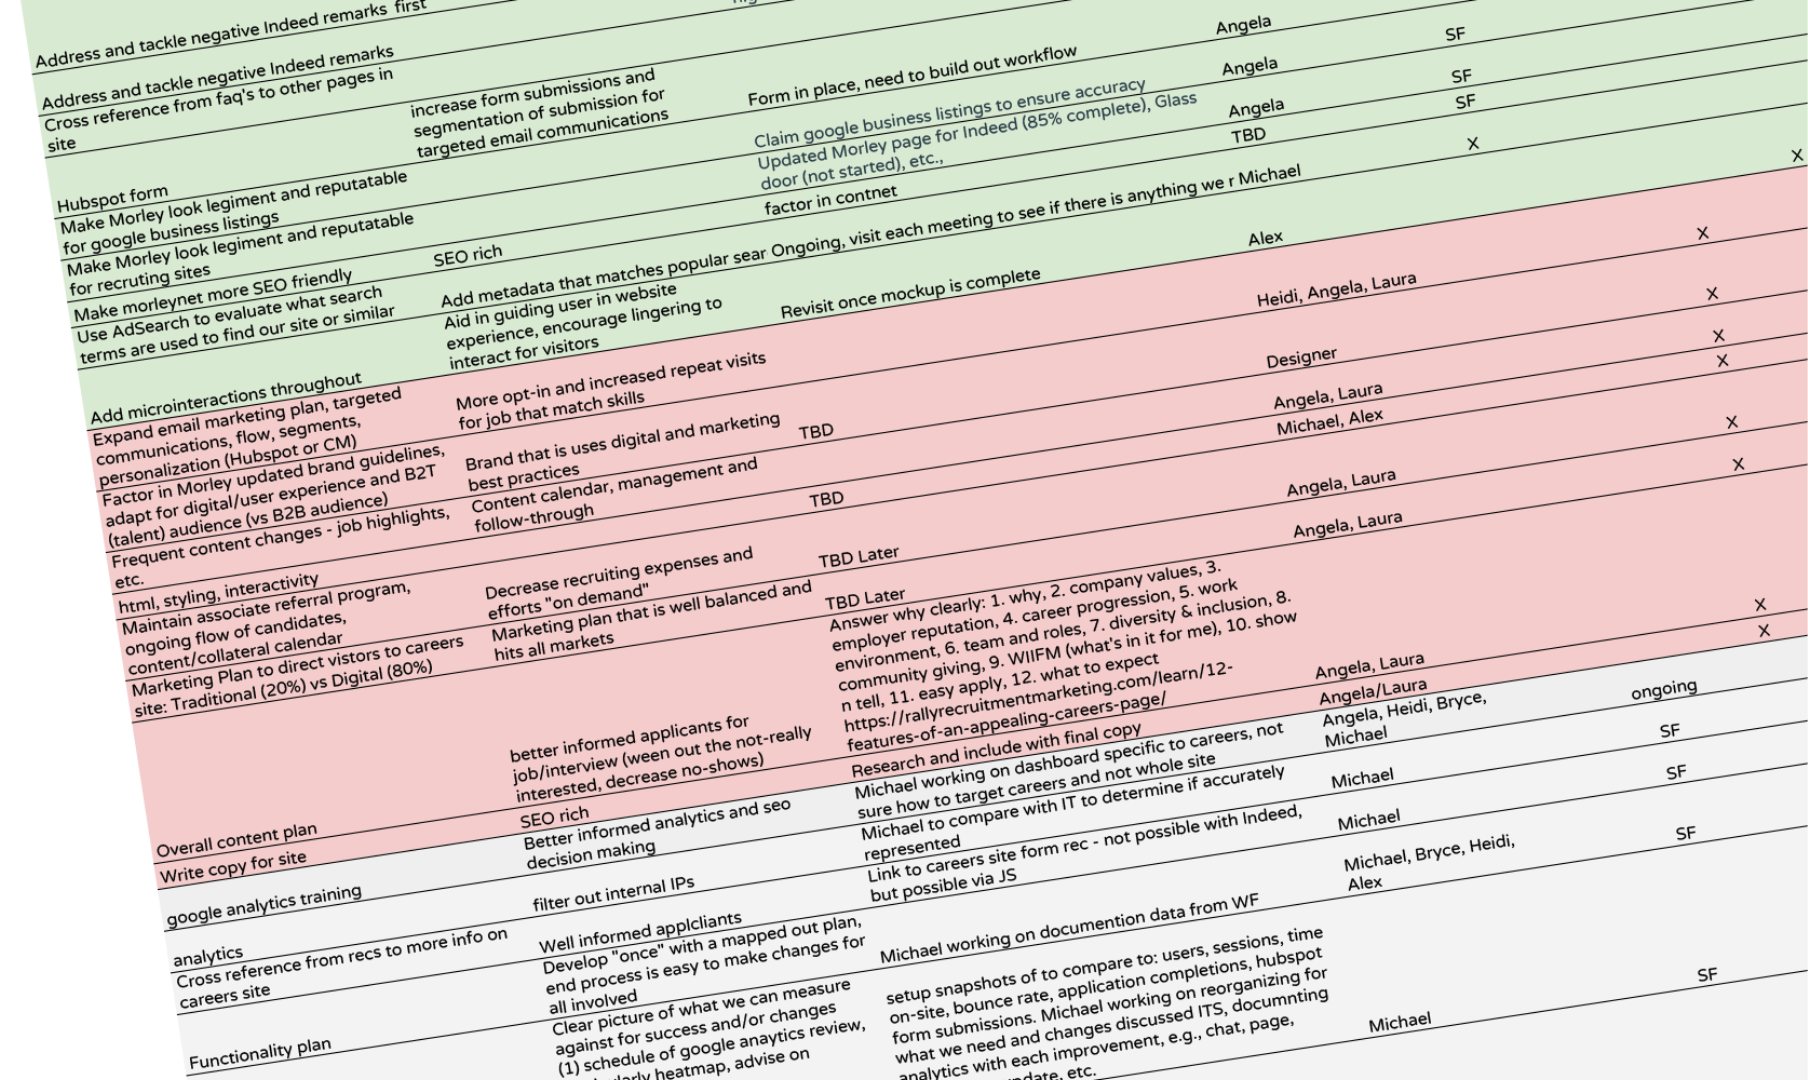 Address and tackle negative Indeed remarks first
Address and tackle negative Indeed remarks
Cross reference from faq's to other pages in
site
Hubspot form
increase form submissions and
segmentation of submission for
targeted email communications
Form in place, need to build out workflow
Angela
SF
Make Morley look legiment and reputatable
for google business listings
Claim google business listings to ensure accuracy
Angela
SF
Make Morley look legiment and reputatable
for recruting sites
Updated Morley page for Indeed (85% complete), Glass
door (not started), etc.,
Angela
SF
Make morleynet more SEO friendly
SEO rich
factor in contnet
TBD
X
Use AdSearch to evaluate what search
terms are used to find our site or similar
Add metadata that matches popular sear
Ongoing, visit each meeting to see if there is anything we r
Michael
X
Add microinteractions throughout
Aid in guiding user in website
experience, encourage lingering to
interact for visitors
Revisit once mockup is complete
Alex
X
Expand email marketing plan, targeted
communications, flow, segments,
personalization (Hubspot or CM)
More opt-in and increased repeat visits
for job that match skills
Heidi, Angela, Laura
X
Factor in Morley updated brand guidelines,
adapt for digital/user experience and B2T
(talent) audience (vs B2B audience)
Brand that is uses digital and marketing
best practices
TBD
Designer
X
Frequent content changes - job highlights,
etc.
Content calendar, management and
follow-through
Angela, Laura
X
html, styling, interactivity
TBD
Michael, Alex
X
Maintain associate referral program,
ongoing flow of candidates,
content/collateral calendar
Decrease recruiting expenses and
efforts "on demand"
TBD Later
Angela, Laura
X
Marketing Plan to direct vistors to careers
site: Traditional (20%) vs Digital (80%)
Marketing plan that is well balanced and
hits all markets
TBD Later
Angela, Laura
Overall content plan
better informed applicants for
job/interview (ween out the not-really
interested, decrease no-shows)
Answer why clearly: 1. why, 2. company values, 3.
employer reputation, 4. career progression, 5. work
environment, 6. team and roles, 7. diversity & inclusion, 8.
community giving, 9. WIIFM (what's in it for me), 10. show
n tell, 11. easy apply, 12. what to expect
https://rallyrecruitmentmarketing.com/learn/12-
features-of-an-appealing-careers-page/
Angela, Laura
X
Write copy for site
SEO rich
Research and include with final copy
Angela/Laura
X
google analytics training
Better informed analytics and seo
decision making
Michael working on dashboard specific to careers, not
sure how to target careers and not whole site
Angela, Heidi, Bryce,
Michael
ongoing
analytics
filter out internal IPs
Michael to compare with IT to determine if accurately
represented
Michael
SF
Cross reference from recs to more info on
careers site
Well informed applcliants
Link to careers site form rec - not possible with Indeed,
but possible via JS
Michael
SF
Functionality plan
Develop "once" with a mapped out plan,
end process is easy to make changes for
all involved
Michael working on documention data from WF
Michael, Bryce, Heidi,
Alex
SF
Clear picture of what we can measure
against for success and/or changes
(1) schedule of google anaytics review,
heatmap, advise on
setup snapshots of to compare to: users, sessions, time
on-site, bounce rate, application completions, hubspot
form submissions. Michael working on reorganizing for
what we need and changes discussed ITS, documnting
analytics with each improvement, e.g., chat, page,
etc.
Michael
SF